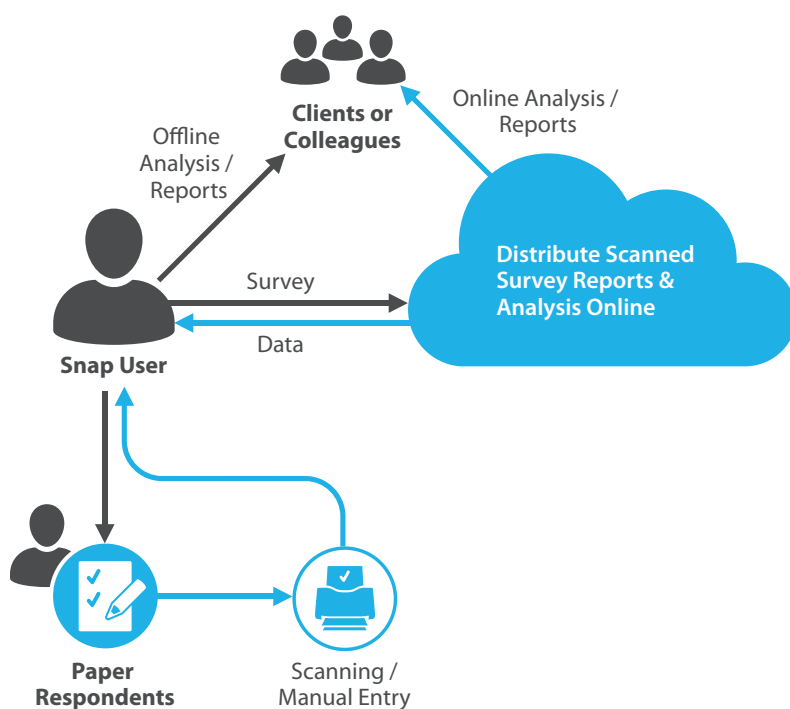 Clients or
Colleagues
Online Analysis /
Reports
Offline
Analysis /
Reports
Distribute Scanned
Survey Reports &
Analysis Online
Survey
Data
Snap User
Paper
Respondents
Scanning /
Manual Entry